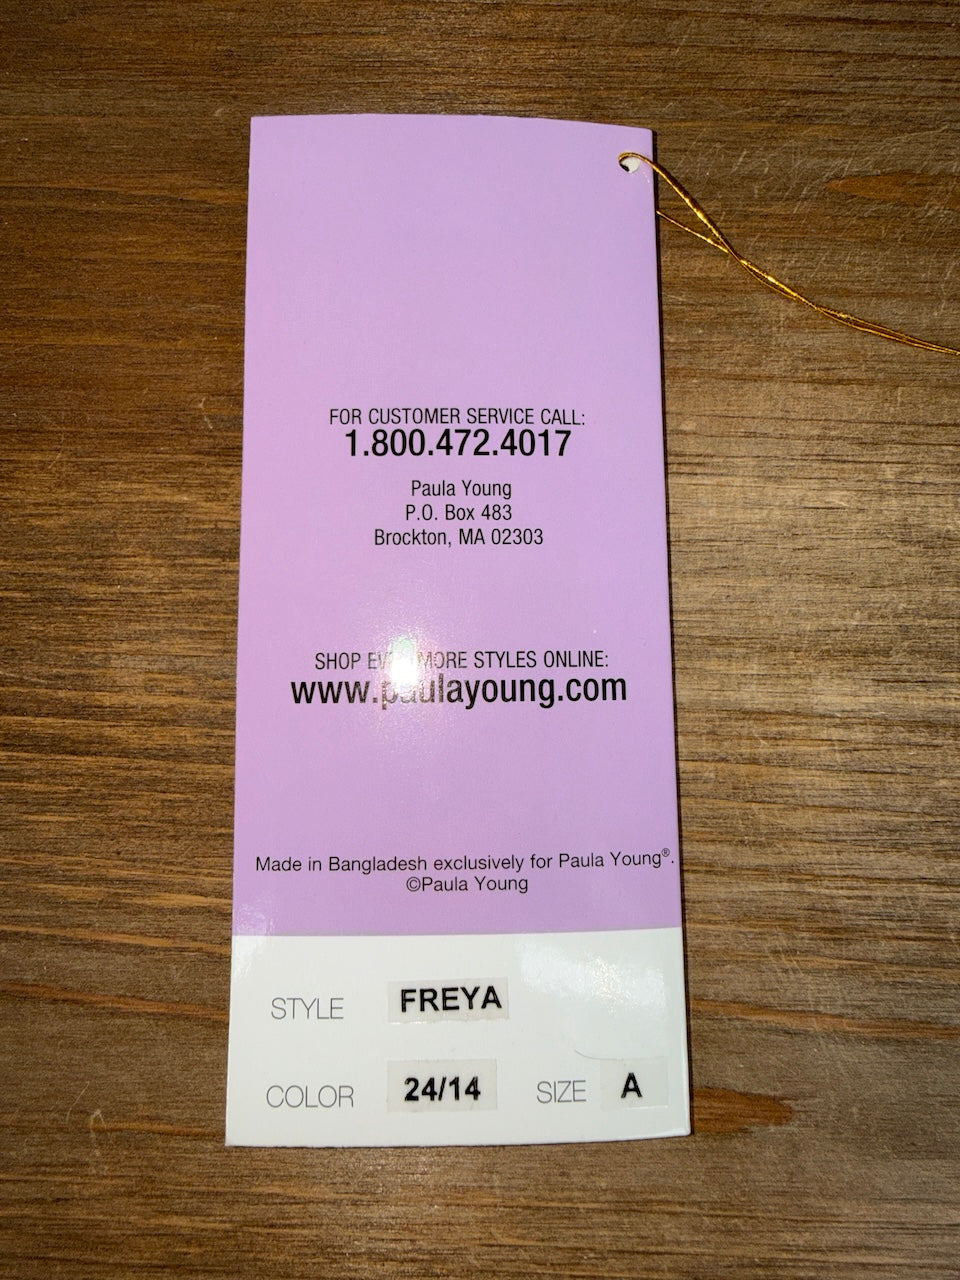 FOR CUSTOMER SERVICE CALL:
1.800.472.4017
Paula Young
P.O. Box 483
Brockton, MA 02303
SHOP EVEN MORE STYLES ONLINE:
www.paulayoung.com
Made in Bangladesh exclusively for Paula Young®.
©Paula Young
STYLE FREYA
COLOR 24/14 SIZE A